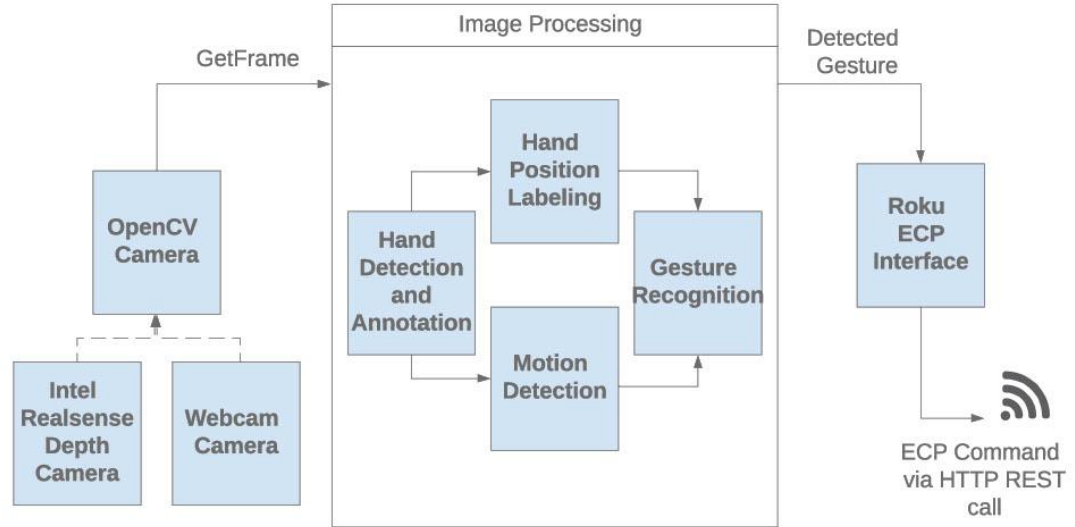 Image Processing
GetFrame
Detected
Gesture
OpenCV
Camera
Intel
Realsense
Depth
Camera
Webcam
Camera
Hand
Detection
and
Annotation
Hand
Position
Labeling
Motion
Detection
Gesture
Recognition
Roku
ECP
Interface
ECP Command
via HTTP REST
call